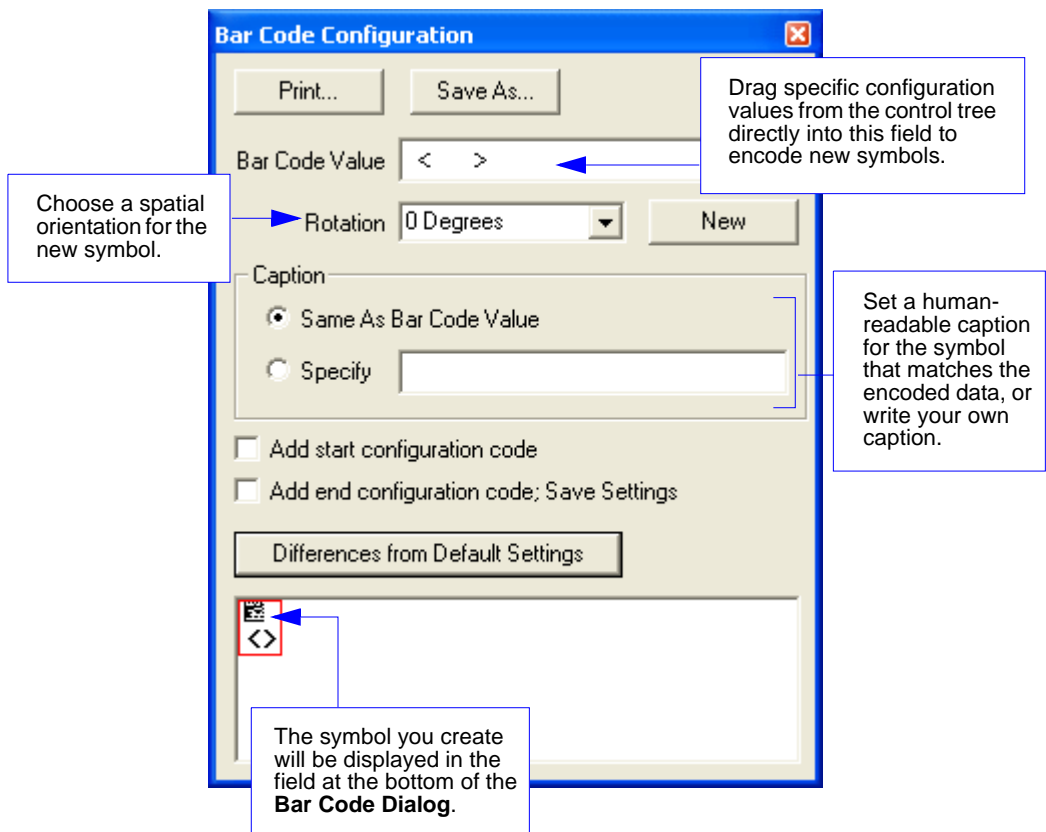 Bar Code Configuration
Print...
Save As...
Drag specific configuration
values from the control tree
directly into this field to
encode new symbols.
Bar Code Value
< >
Choose a spatial
orientation for the
new symbol.
Rotation
0 Degrees
New
Caption
Same As Bar Code Value
Specify
Set a human-
readable caption
for the symbol
that matches the
encoded data, or
write your own
caption.
Add start configuration code
Add end configuration code; Save Settings
Differences from Default Settings
<>
The symbol you create
will be displayed in the
field at the bottom of the
Bar Code Dialog.